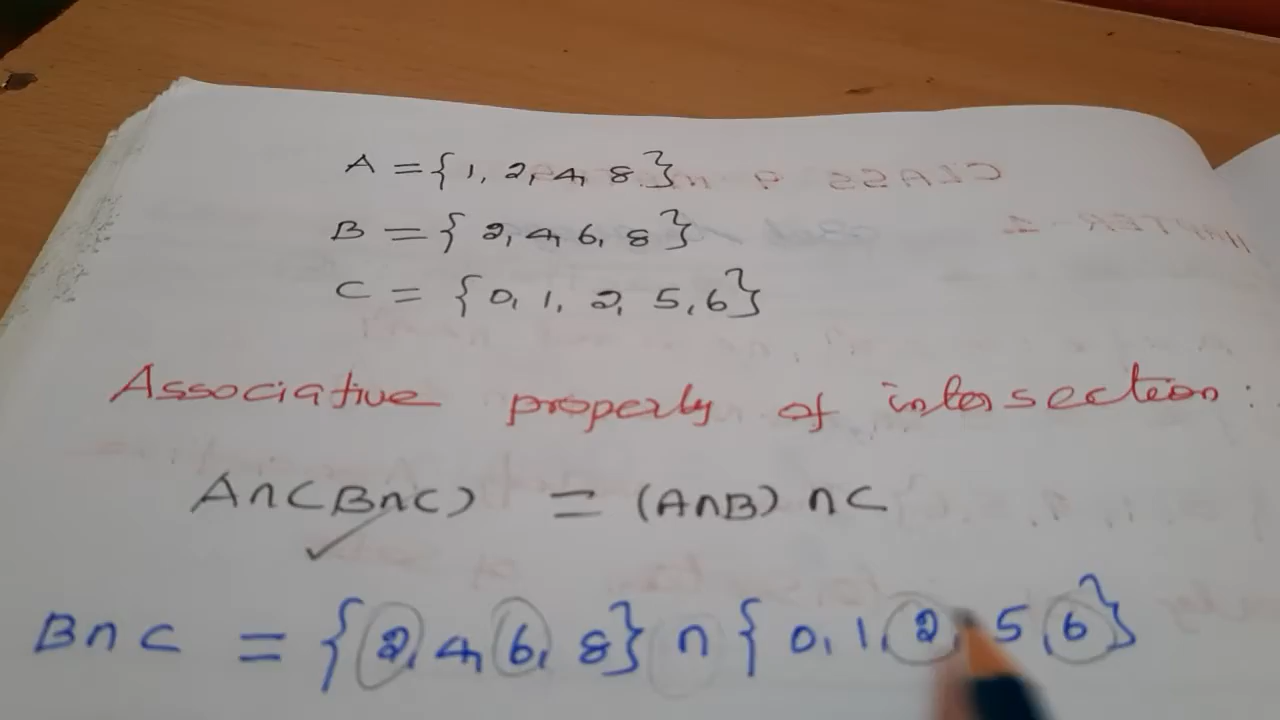 A = { 1, 2, 4, 8 }
B = { 2, 4, 6, 8 }
C = { 0, 1, 2, 5, 6 }
Associative property of intersection :
A∩(B∩C) = (A∩B) ∩C
B∩C = { 2, 4, 6, 8 } ∩ { 0, 1, 2, 5, 6 }